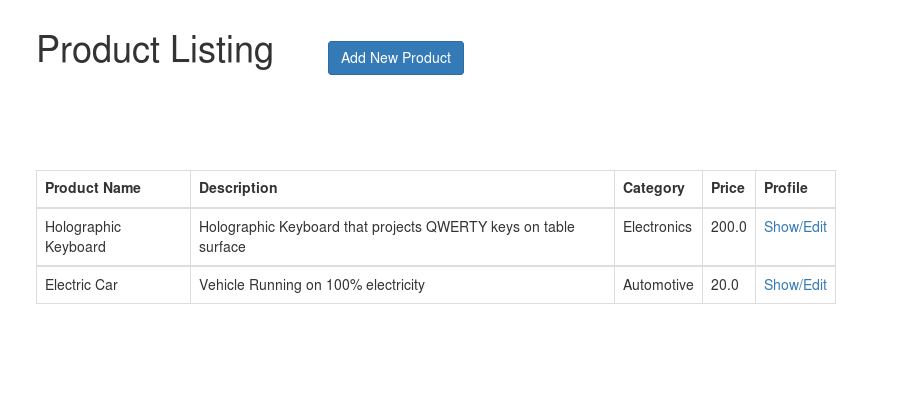 Product Listing
Add New Product
Product Name Description Category Price Profile
Holographic Holographic Keyboard that projects QWERTY keys on table Electronics 200.0 Show/Edit
Keyboard surface
Electric Car Vehicle Running on 100% electricity Automotive 20.0 Show/Edit